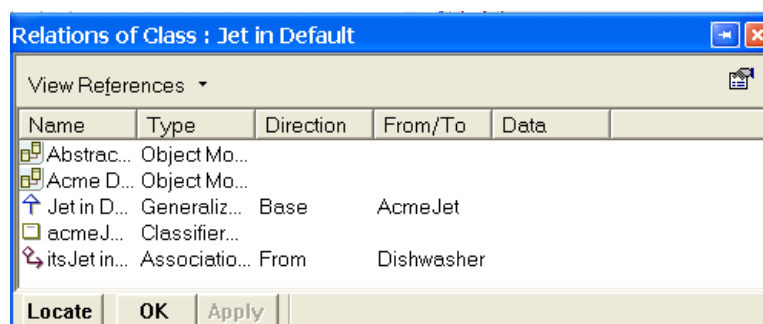 Relations of Class : Jet in Default
View References
Name Type Direction From/To Data
Abstrac... Object Mo...
Acme D... Object Mo...
Jet in D... Generaliz... Base AcmeJet
acmeJ... Classifier...
itsJet in... Associatio... From Dishwasher
Locate OK Apply